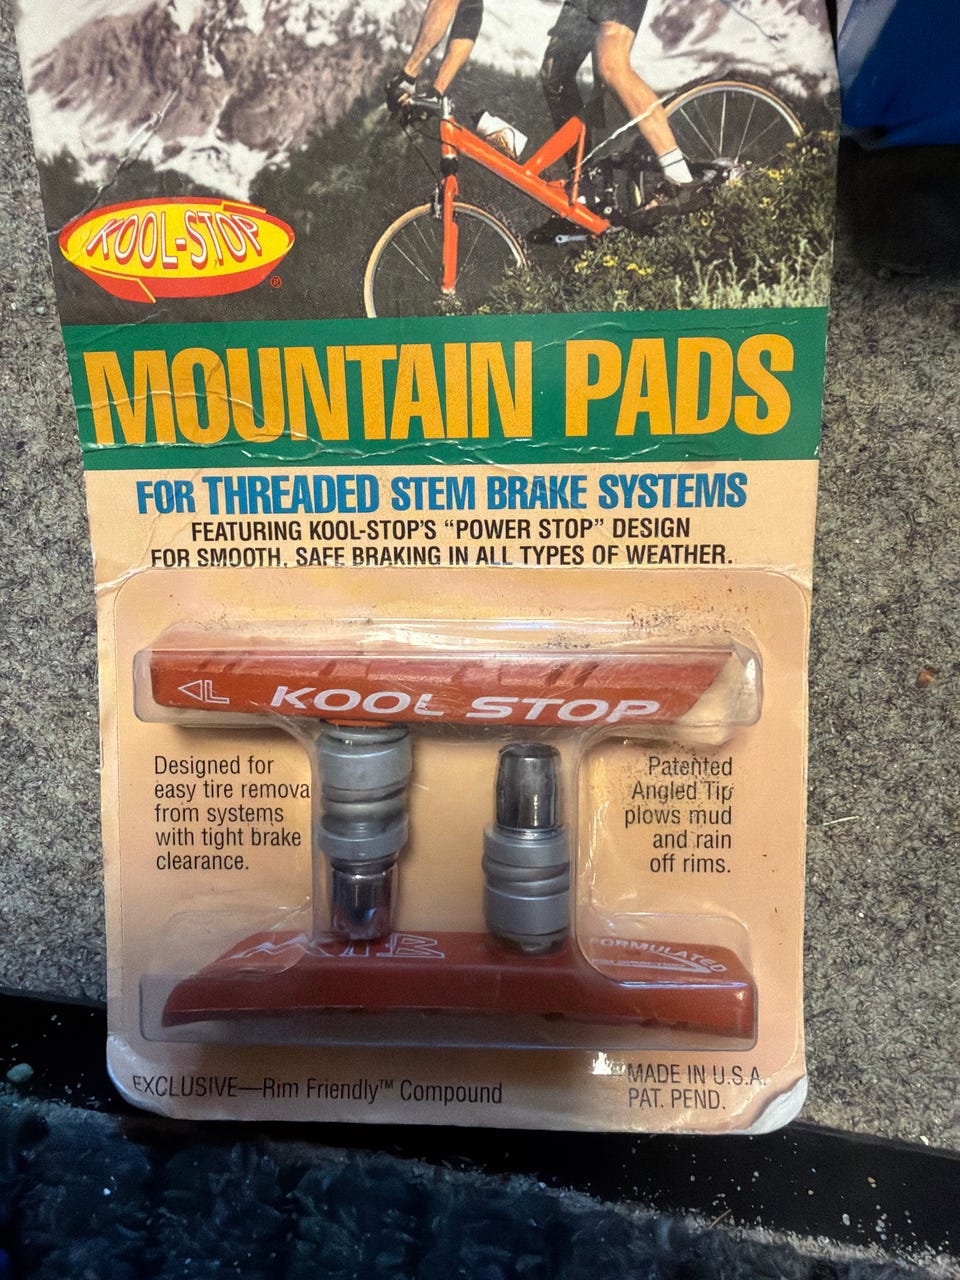 KOOL-STOP
®
MOUNTAIN PADS
FOR THREADED STEM BRAKE SYSTEMS
FEATURING KOOL-STOP'S “POWER STOP” DESIGN
FOR SMOOTH, SAFE BRAKING IN ALL TYPES OF WEATHER.
L KOOL STOP
Designed for
easy tire remova
from systems
with tight brake
clearance.
Patented
Angled Tip
plows mud
and rain
off rims.
MTB
FORMULATED
EXCLUSIVE—Rim Friendly™ Compound
MADE IN U.S.A.
PAT. PEND.